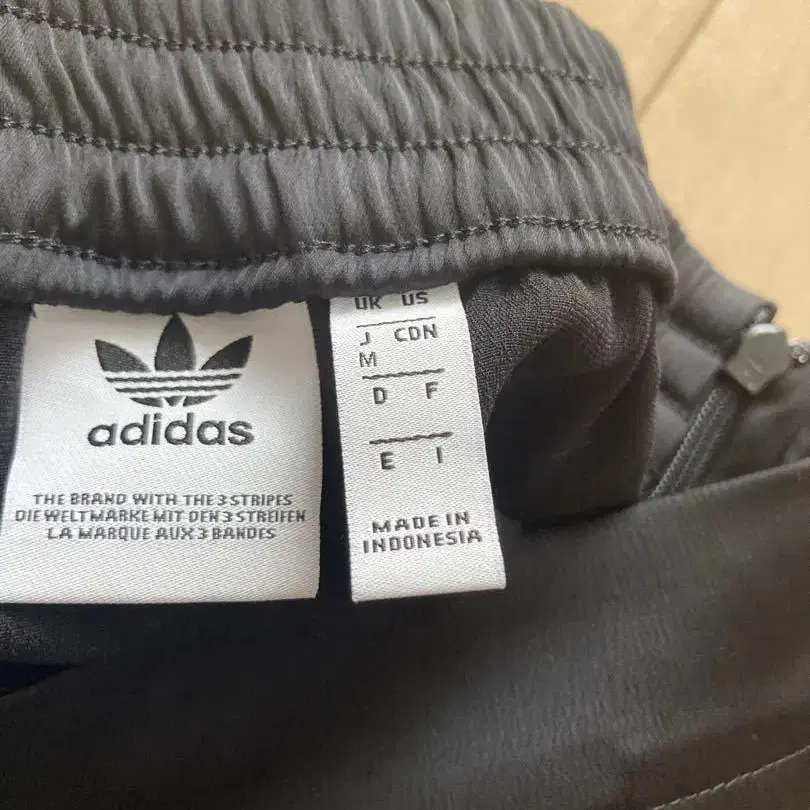 adidas
THE BRAND WITH THE 3 STRIPES
DIE WELTMARKE MIT DEN 3 STREIFEN
LA MARQUE AUX 3 BANDES
UK US
J CDN
M
D F
E I
MADE IN
INDONESIA